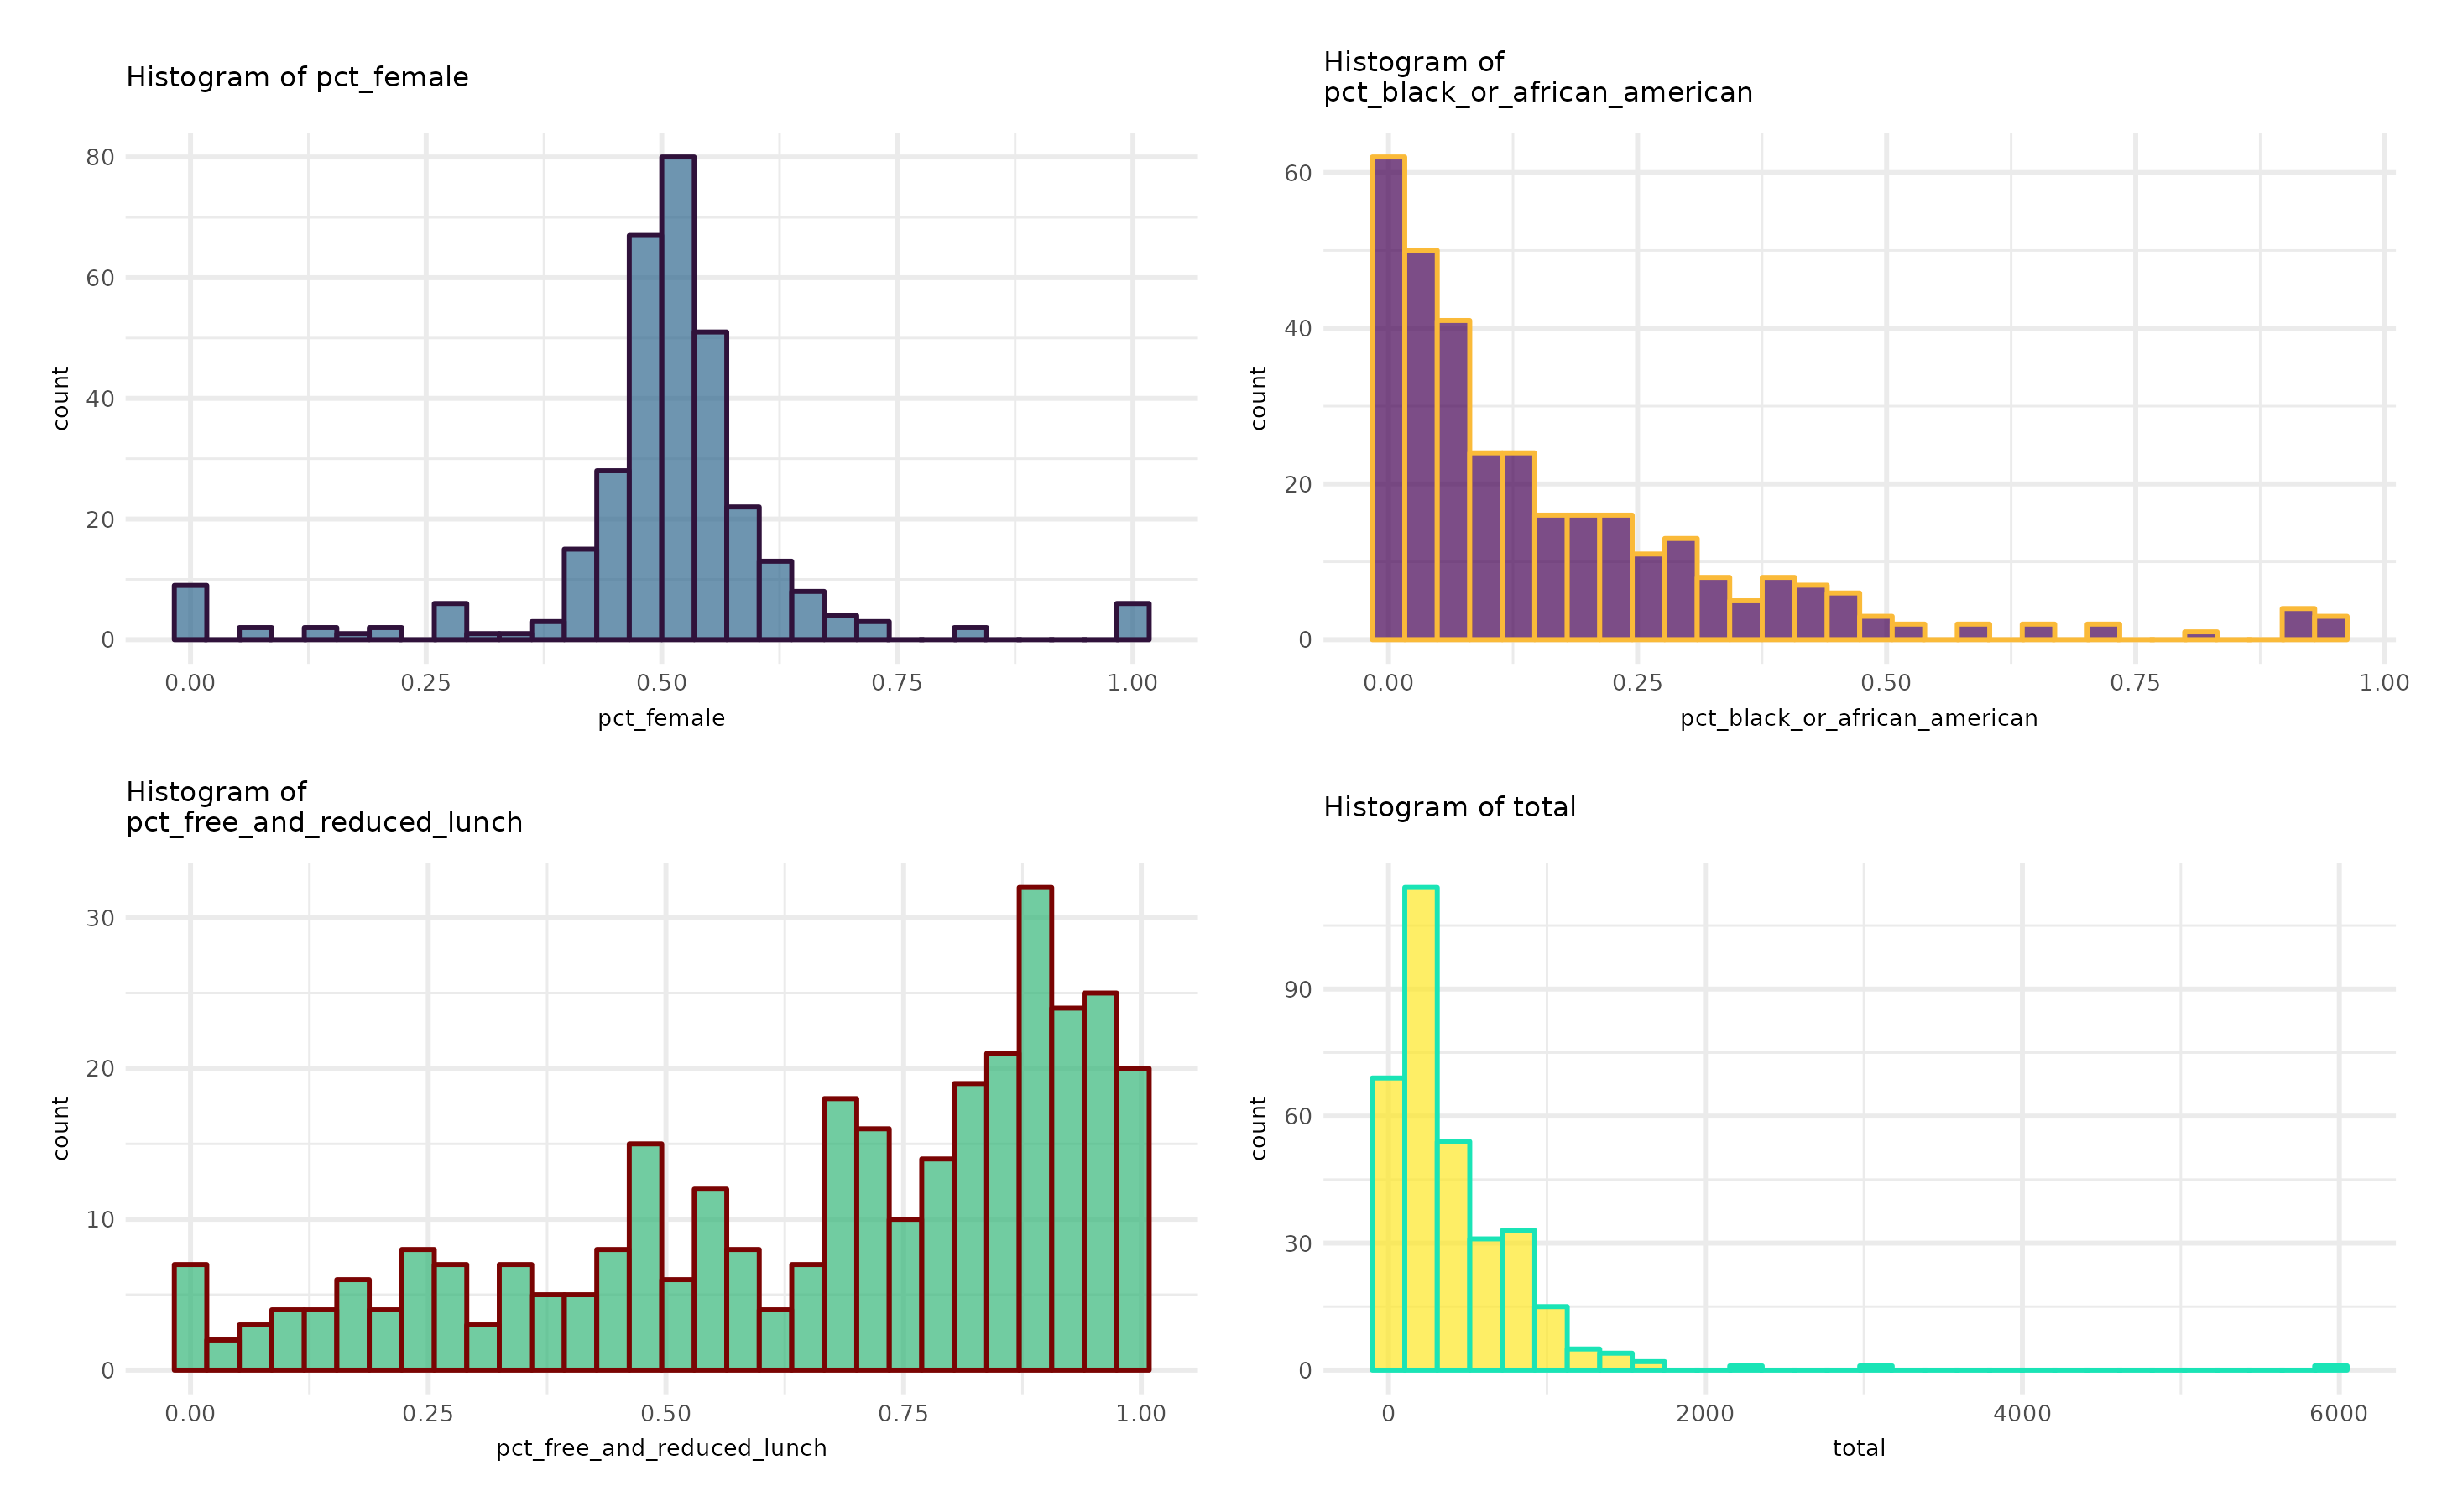 Histogram of pct_female
80
60
40
20
0
count
0.00 0.25 0.50 0.75 1.00
pct_female
Histogram of
pct_black_or_african_american
60
40
20
0
count
0.00 0.25 0.50 0.75 1.00
pct_black_or_african_american
Histogram of
pct_free_and_reduced_lunch
30
20
10
0
count
0.00 0.25 0.50 0.75 1.00
pct_free_and_reduced_lunch
Histogram of total
90
60
30
0
count
0 2000 4000 6000
total